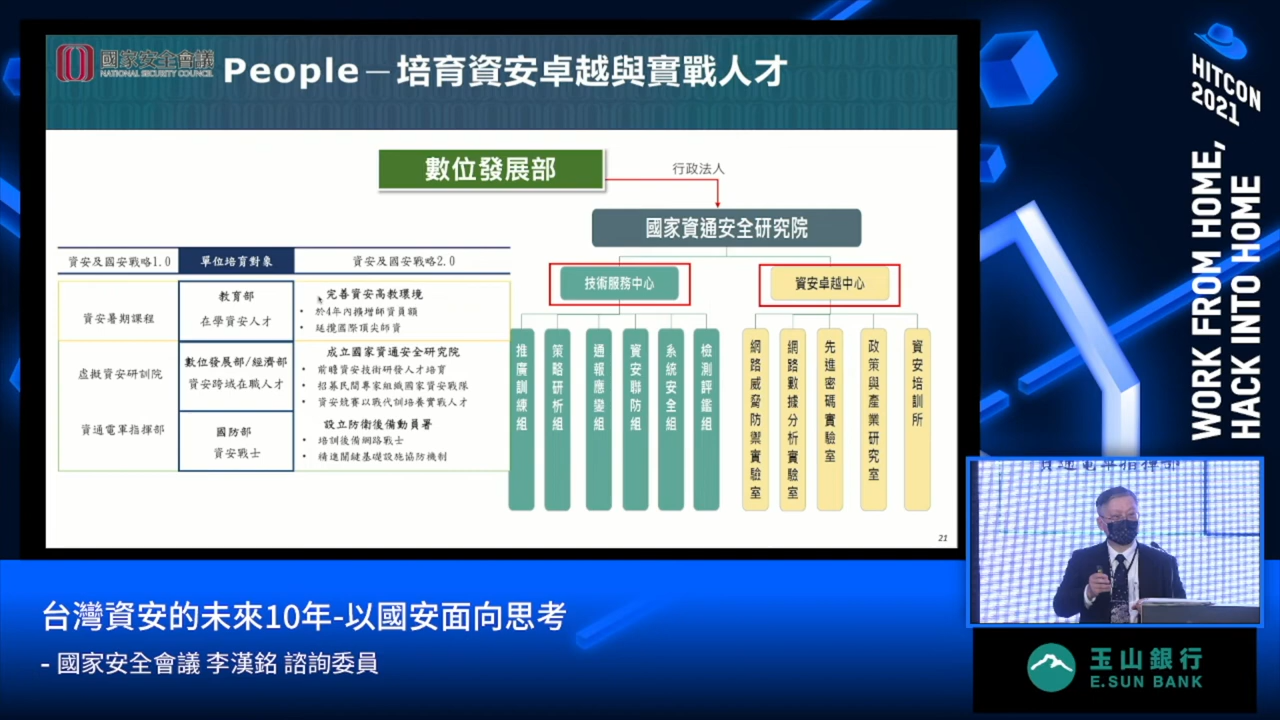 國家安全會議
NATIONAL SECURITY COUNCIL
People－培育資安卓越與實戰人才
數位發展部
行政法人
國家資通安全研究院
技術服務中心
資安卓越中心
推廣訓練組
策略研析組
通報應變組
資安聯防組
系統安全組
檢測評鑑組
網路威脅防禦實驗室
網路數據分析實驗室
先進密碼實驗室
政策與產業研究室
資安培訓所
資安及國安戰略1.0
單位培育對象
資安及國安戰略2.0
資安暑期課程
教育部
在學資安人才
完善資安高教環境
• 於4年內擴增師資員額
• 延攬國際頂尖師資
虛擬資安研訓院
數位發展部/經濟部
資安跨域在職人才
成立國家資通安全研究院
• 前瞻資安技術研發人才培育
• 招募民間專家組織國家資安戰隊
• 資安競賽以戰代訓培養實戰人才
資通電軍指揮部
國防部
資安戰士
設立防衛後備動員署
• 培訓後備網路戰士
• 精進關鍵基礎設施協防機制
21
HITCON
2021
WORK FROM HOME,
HACK INTO HOME
資通電軍指揮部
台灣資安的未來10年-以國安面向思考
- 國家安全會議 李漢銘 諮詢委員
玉山銀行
E.SUN BANK